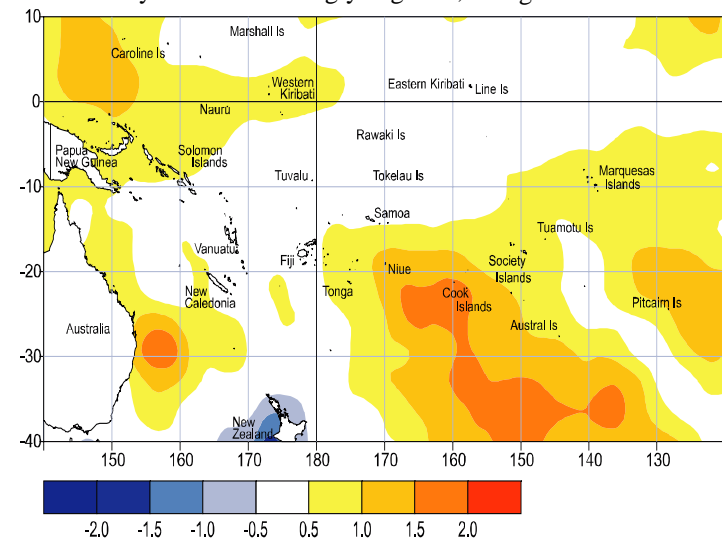 10
Marshall Is
Caroline Is
Western
Kiribati
Eastern Kiribati
Line Is
0
Nauru
Rawaki Is
Papua
New Guinea
Solomon
Islands
Tuvalu
Tokelau Is
Marquesas
Islands
-10
Samoa
Tuamotu Is
Vanuatu
Fiji
Niue
Society
Islands
-20
New
Caledonia
Tonga
Cook
Islands
Pitcairn Is
Australia
Austral Is
-30
New
Zealand
-40
150 160 170 180 170 160 150 140 130
-2.0 -1.5 -1.0 -0.5 0.5 1.0 1.5 2.0